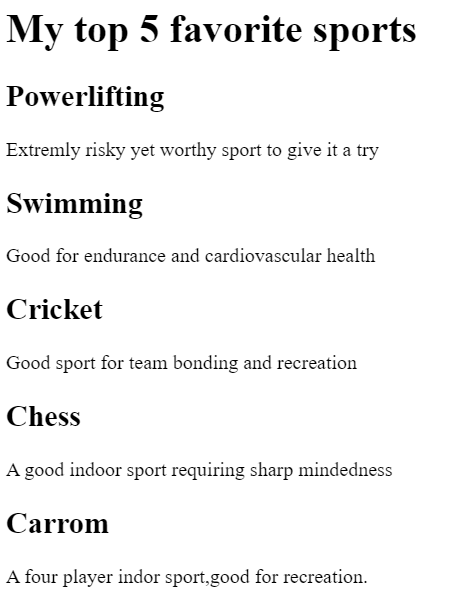 My top 5 favorite sports
Powerlifting
Extremly risky yet worthy sport to give it a try
Swimming
Good for endurance and cardiovascular health
Cricket
Good sport for team bonding and recreation
Chess
A good indoor sport requiring sharp mindedness
Carrom
A four player indor sport,good for recreation.